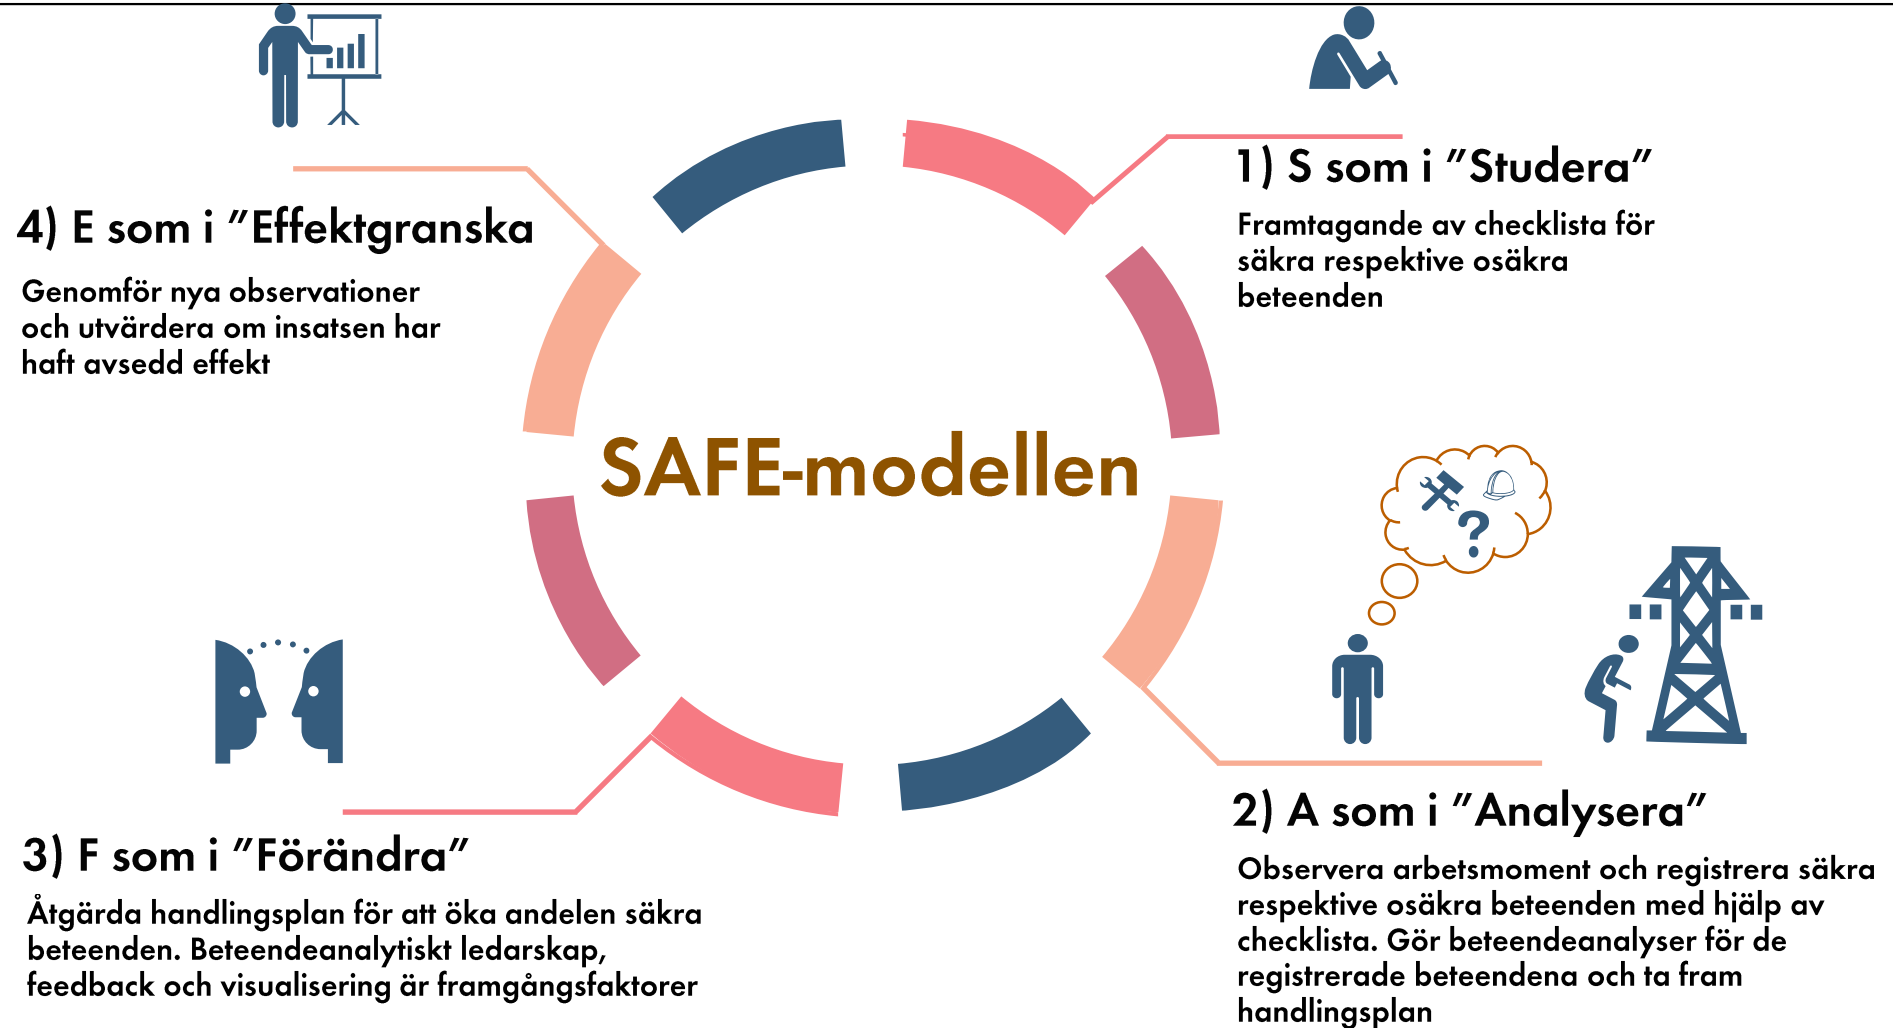 SAFE-modellen
1) S som i ”Studera”
Framtagande av checklista för
säkra respektive osäkra
beteenden
2) A som i ”Analysera”
Observera arbetsmoment och registrera säkra
respektive osäkra beteenden med hjälp av
checklista. Gör beteendeanalyser för de
registrerade beteendena och ta fram
handlingsplan
3) F som i ”Förändra”
Åtgärda handlingsplan för att öka andelen säkra
beteenden. Beteendeanalytiskt ledarskap,
feedback och visualisering är framgångsfaktorer
4) E som i ”Effektgranska
Genomför nya observationer
och utvärdera om insatsen har
haft avsedd effekt
?